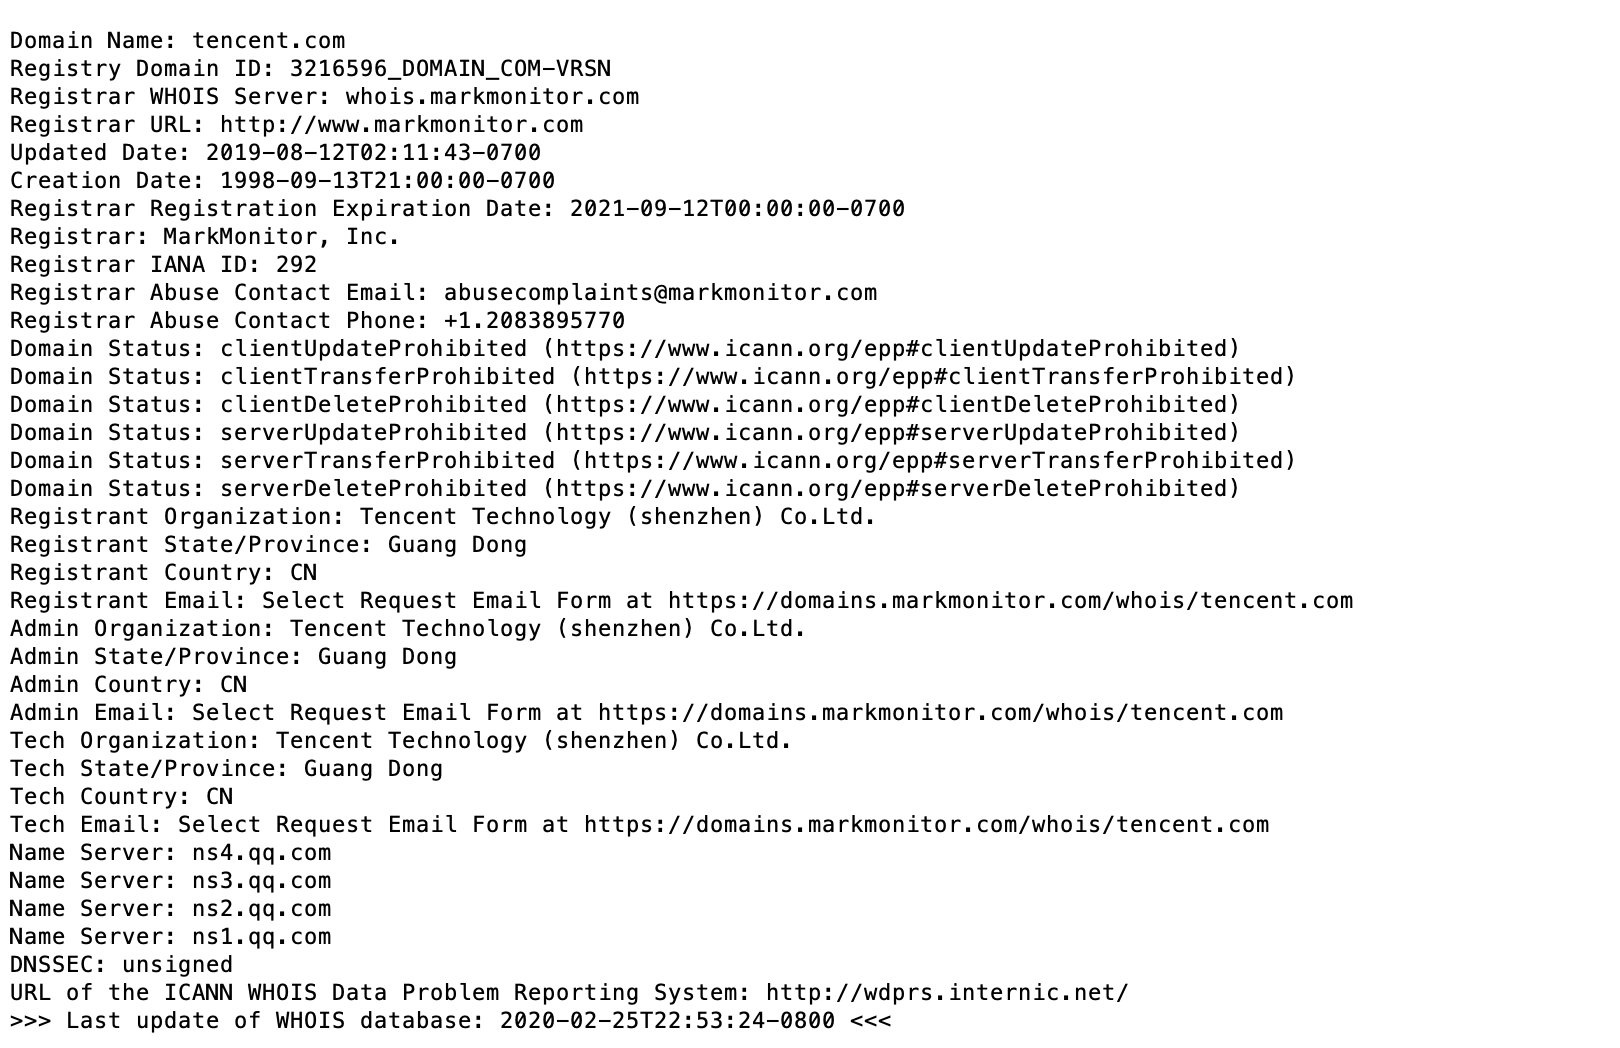 Domain Name: tencent.com
Registry Domain ID: 3216596_DOMAIN_COM-VRSN
Registrar WHOIS Server: whois.markmonitor.com
Registrar URL: http://www.markmonitor.com
Updated Date: 2019-08-12T02:11:43-0700
Creation Date: 1998-09-13T21:00:00-0700
Registrar Registration Expiration Date: 2021-09-12T00:00:00-0700
Registrar: MarkMonitor, Inc.
Registrar IANA ID: 292
Registrar Abuse Contact Email: abusecomplaints@markmonitor.com
Registrar Abuse Contact Phone: +1.2083895770
Domain Status: clientUpdateProhibited (https://www.icann.org/epp#clientUpdateProhibited)
Domain Status: clientTransferProhibited (https://www.icann.org/epp#clientTransferProhibited)
Domain Status: clientDeleteProhibited (https://www.icann.org/epp#clientDeleteProhibited)
Domain Status: serverUpdateProhibited (https://www.icann.org/epp#serverUpdateProhibited)
Domain Status: serverTransferProhibited (https://www.icann.org/epp#serverTransferProhibited)
Domain Status: serverDeleteProhibited (https://www.icann.org/epp#serverDeleteProhibited)
Registrant Organization: Tencent Technology (shenzhen) Co.Ltd.
Registrant State/Province: Guang Dong
Registrant Country: CN
Registrant Email: Select Request Email Form at https://domains.markmonitor.com/whois/tencent.com
Admin Organization: Tencent Technology (shenzhen) Co.Ltd.
Admin State/Province: Guang Dong
Admin Country: CN
Admin Email: Select Request Email Form at https://domains.markmonitor.com/whois/tencent.com
Tech Organization: Tencent Technology (shenzhen) Co.Ltd.
Tech State/Province: Guang Dong
Tech Country: CN
Tech Email: Select Request Email Form at https://domains.markmonitor.com/whois/tencent.com
Name Server: ns4.qq.com
Name Server: ns3.qq.com
Name Server: ns2.qq.com
Name Server: ns1.qq.com
DNSSEC: unsigned
URL of the ICANN WHOIS Data Problem Reporting System: http://wdprs.internic.net/
>>> Last update of WHOIS database: 2020-02-25T22:53:24-0800 <<<